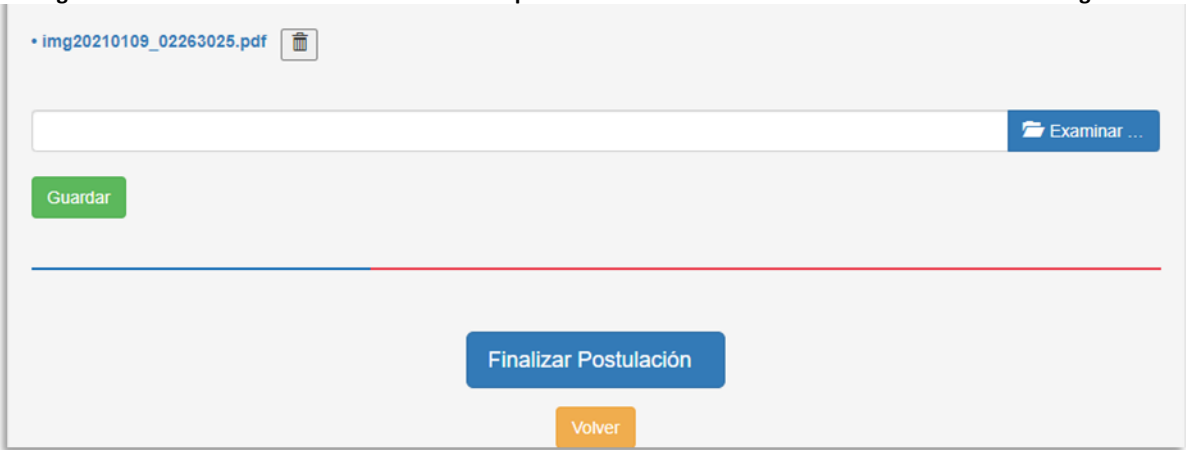 • img20210109_02263025.pdf
Examinar ...
Guardar
Finalizar Postulación
Volver